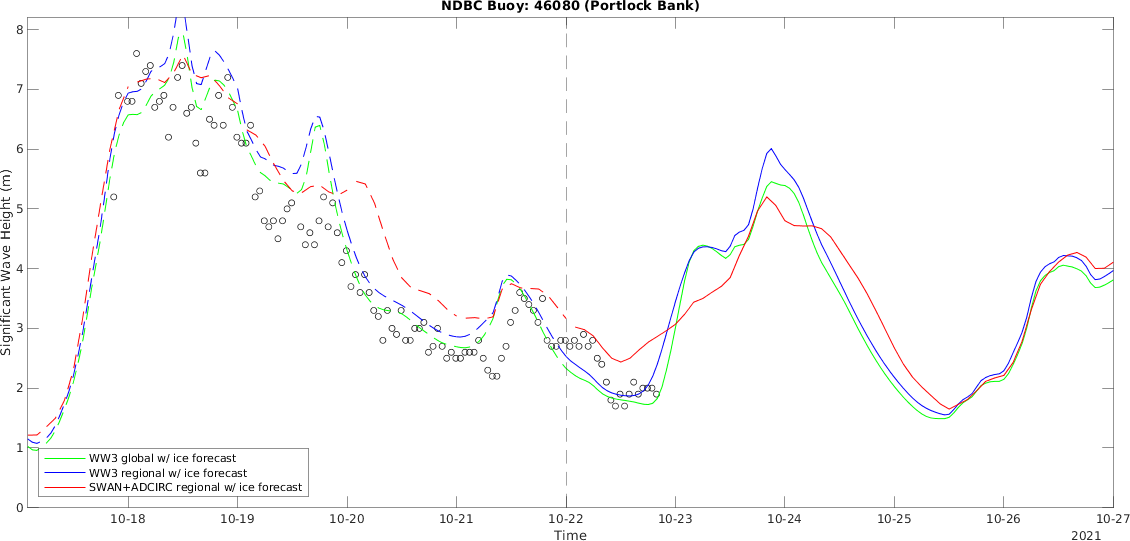 NDBC Buoy: 46080 (Portlock Bank)
Significant Wave Height (m)
8
7
6
5
4
3
2
1
0
WW3 global w/ ice forecast
WW3 regional w/ ice forecast
SWAN+ADCIRC regional w/ ice forecast
10-18 10-19 10-20 10-21 10-22 10-23 10-24 10-25 10-26 10-27
Time
2021